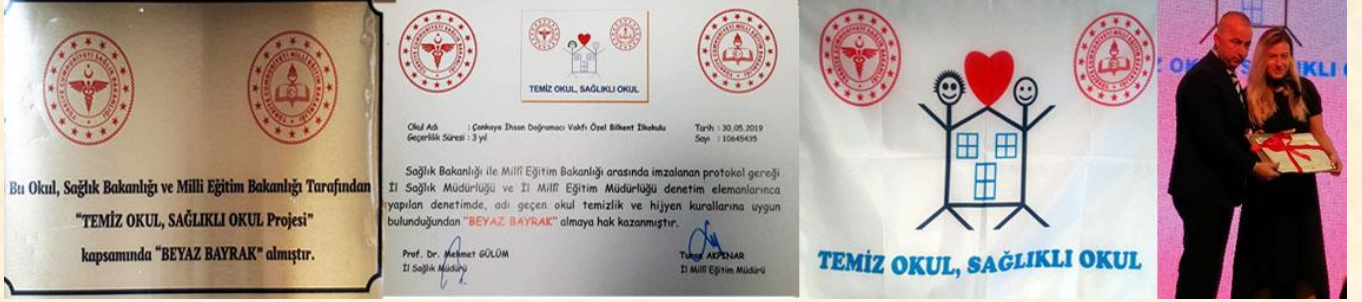 Bu Okul, Sağlık Bakanlığı ve Milli Eğitim Bakanlığı Tarafından
"TEMİZ OKUL, SAĞLIKLI OKUL Projesi"
kapsamında "BEYAZ BAYRAK" almıştır.
TEMİZ OKUL, SAĞLIKLI OKUL
Okul Adı : Çankaya İhsan Doğramacı Vakfı Özel Bilkent İlkokulu
Tarih : 30.05.2019
Geçerlilik Süresi : 3 yıl
Sayı : 10645435
Sağlık Bakanlığı ile Millî Eğitim Bakanlığı arasında imzalanan protokol gereği
İl Sağlık Müdürlüğü ve İl Millî Eğitim Müdürlüğü denetim elemanlarınca
yapılan denetimde, adı geçen okul temizlik ve hijyen kurallarına uygun
bulunduğundan "BEYAZ BAYRAK" almaya hak kazanmıştır.
Prof. Dr. Mehmet GÜLÜM
İl Sağlık Müdürü
Turan AKPINAR
İl Millî Eğitim Müdürü
TEMİZ OKUL, SAĞLIKLI OKUL